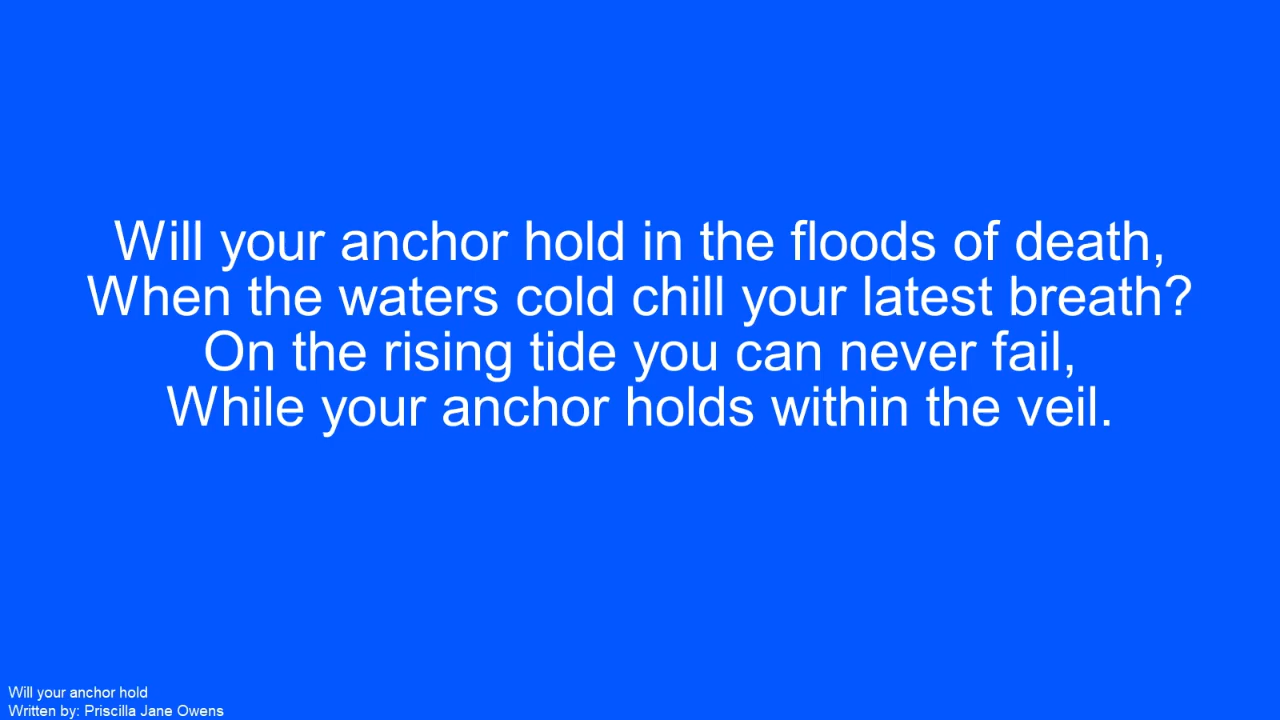 Will your anchor hold in the floods of death,
When the waters cold chill your latest breath?
On the rising tide you can never fail,
While your anchor holds within the veil.
Will your anchor hold
Written by: Priscilla Jane Owens